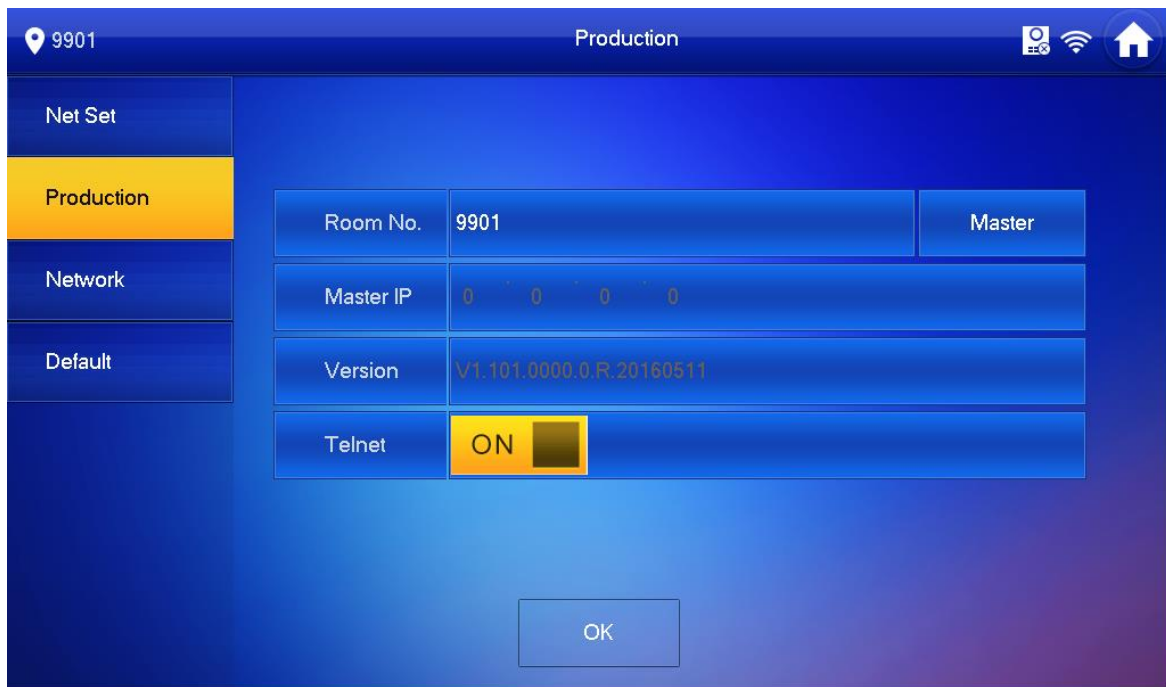 9901
Production
Net Set
Production
Network
Default
Room No. 9901 Master
Master IP 0 . 0 . 0 . 0
Version V1.101.0000.0.R.20160511
Telnet ON
OK